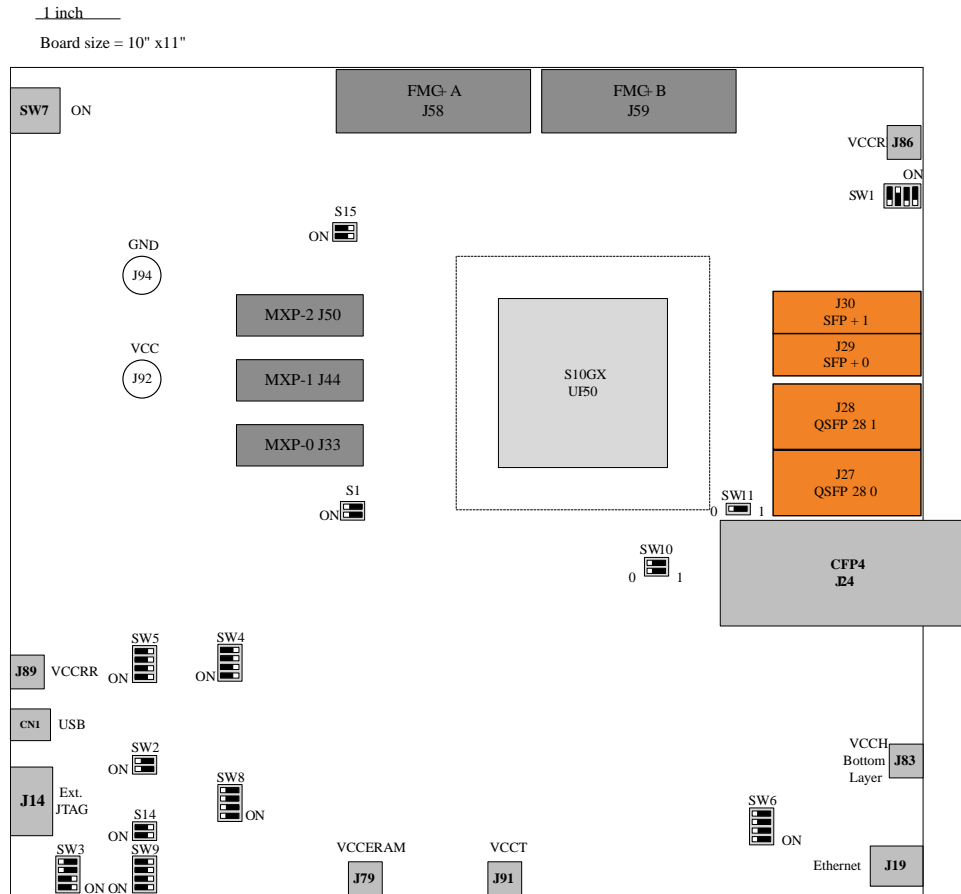 1 inch
Board size = 10" x11"
FMC+ A
J58
FMC+ B
J59
SW7
ON
VCCR
J86
ON
SW1
S15
ON
GND
J94
MXP-2 J50
J30
SFP + 1
J29
SFP + 0
VCC
J92
MXP-1 J44
S10GX
UF50
J28
QSFP 28 1
MXP-0 J33
J27
QSFP 28 0
S1
ON
SW11
0 1
SW10
0 1
CFP4
J24
SW5
ON
SW4
ON
J89
VCCRR
CN1
USB
SW2
ON
VCCH
Bottom
Layer
J83
J14
Ext.
JTAG
SW8
ON
S14
ON
SW6
ON
SW3
ON
SW9
ON
VCCERAM
J79
VCCT
J91
Ethernet
J19